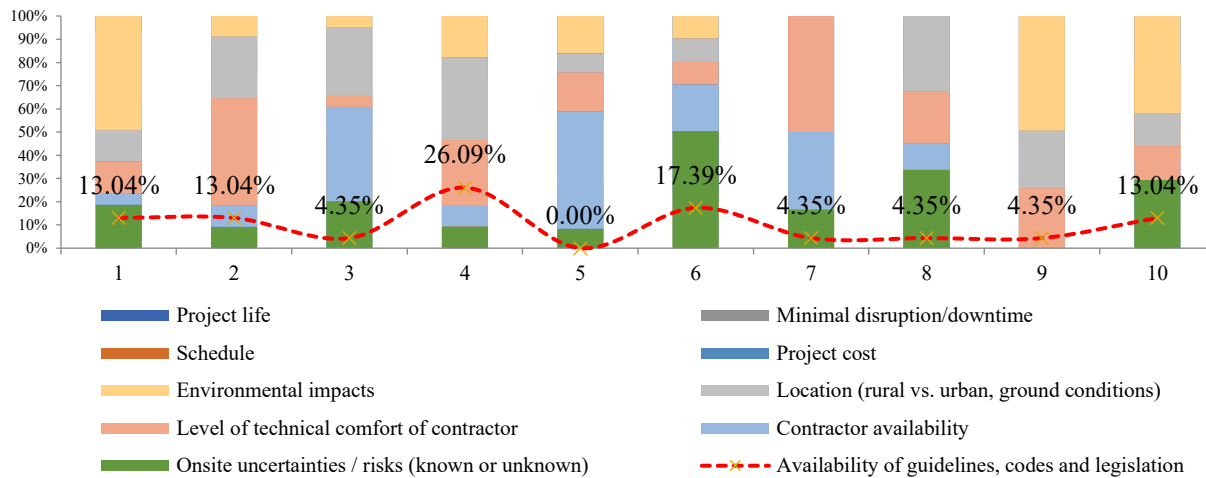 100%
90%
80%
70%
60%
50%
40%
30%
20%
10%
0%
13.04%
13.04%
4.35%
26.09%
0.00%
17.39%
4.35%
4.35%
4.35%
13.04%
1 2 3 4 5 6 7 8 9 10
Project life
Minimal disruption/downtime
Schedule
Project cost
Environmental impacts
Location (rural vs. urban, ground conditions)
Level of technical comfort of contractor
Contractor availability
Onsite uncertainties / risks (known or unknown)
Availability of guidelines, codes and legislation